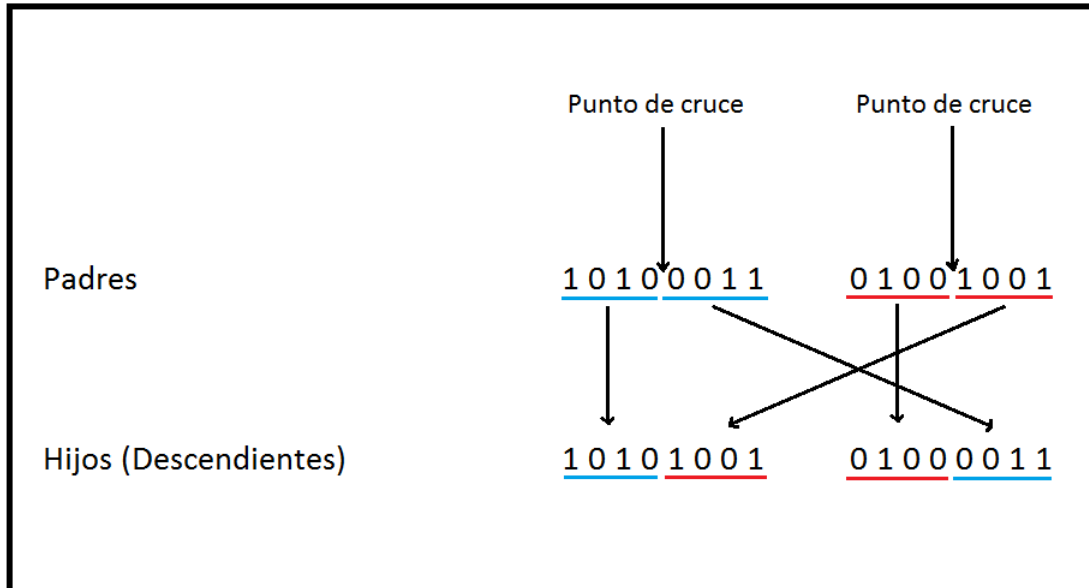 Punto de cruce Punto de cruce
Padres 1 0 1 0 0 0 1 1 0 1 0 0 1 0 0 1
Hijos (Descendientes) 1 0 1 0 1 0 0 1 0 1 0 0 0 0 1 1